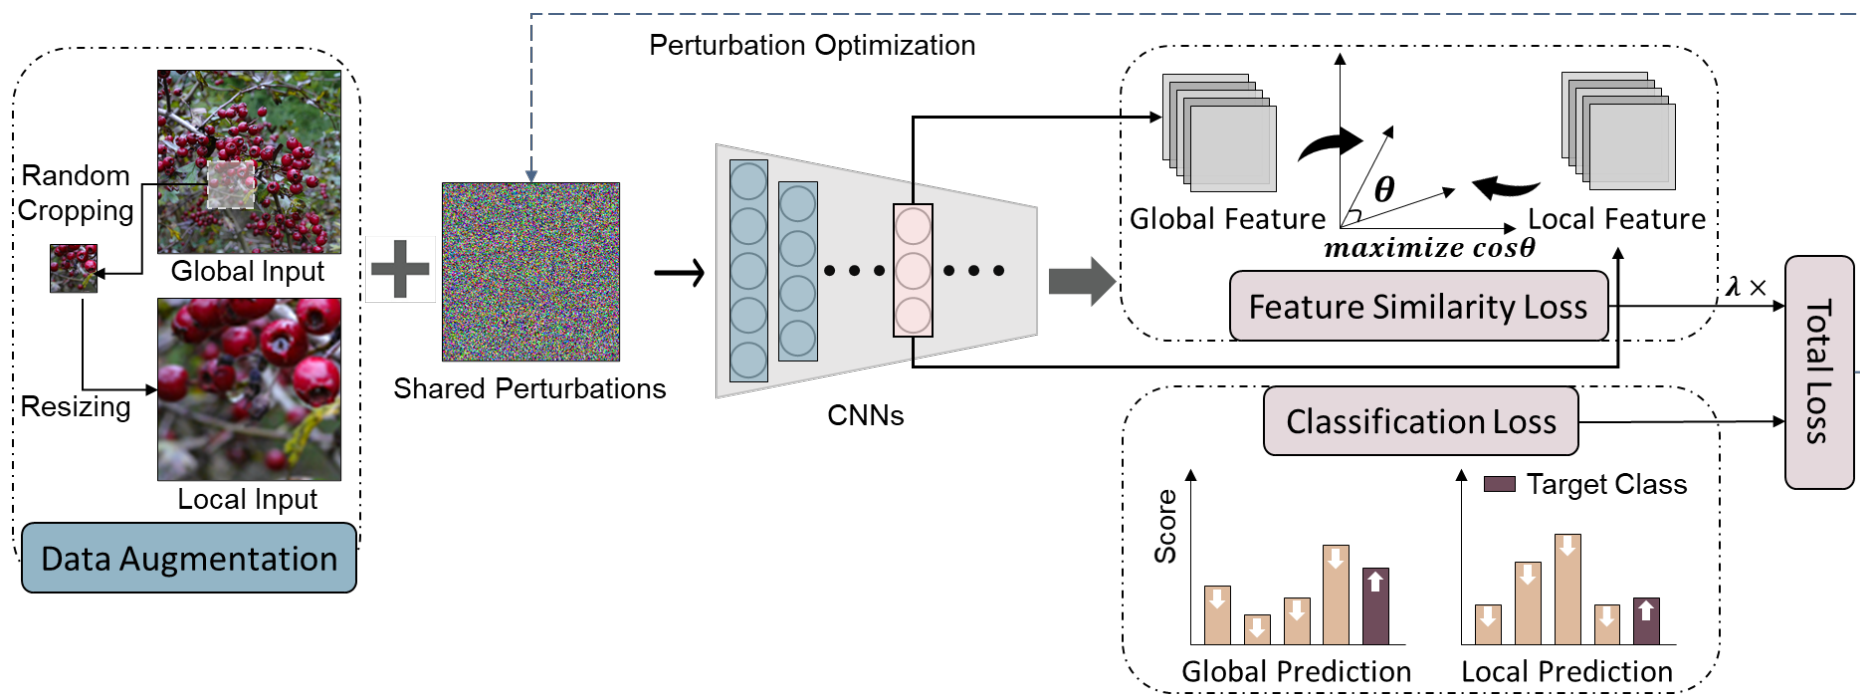 Perturbation Optimization
Random
Cropping
Global Input
Resizing
Local Input
Data Augmentation
Shared Perturbations
CNNs
Global Feature
θ
Local Feature
maximize cosθ
Feature Similarity Loss
λ ×
Total Loss
Classification Loss
Target Class
Score
Global Prediction
Local Prediction